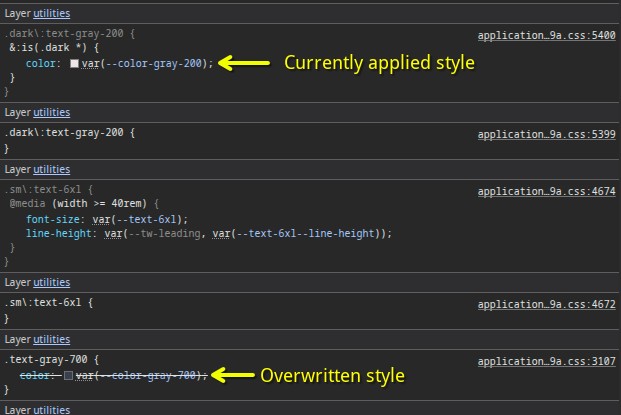 Layer utilities
.dark\:text-gray-200 {
application…9a.css:5400
&:is(.dark *) {
color: var(--color-gray-200);
Currently applied style
}
}
Layer utilities
.dark\:text-gray-200 {
application…9a.css:5399
}
Layer utilities
.sm\:text-6xl {
application…9a.css:4674
@media (width >= 40rem) {
font-size: var(--text-6xl);
line-height: var(--tw-leading, var(--text-6xl--line-height));
}
}
Layer utilities
.sm\:text-6xl {
application…9a.css:4672
}
Layer utilities
.text-gray-700 {
application…9a.css:3107
color: var(--color-gray-700);
Overwritten style
}
Layer utilities